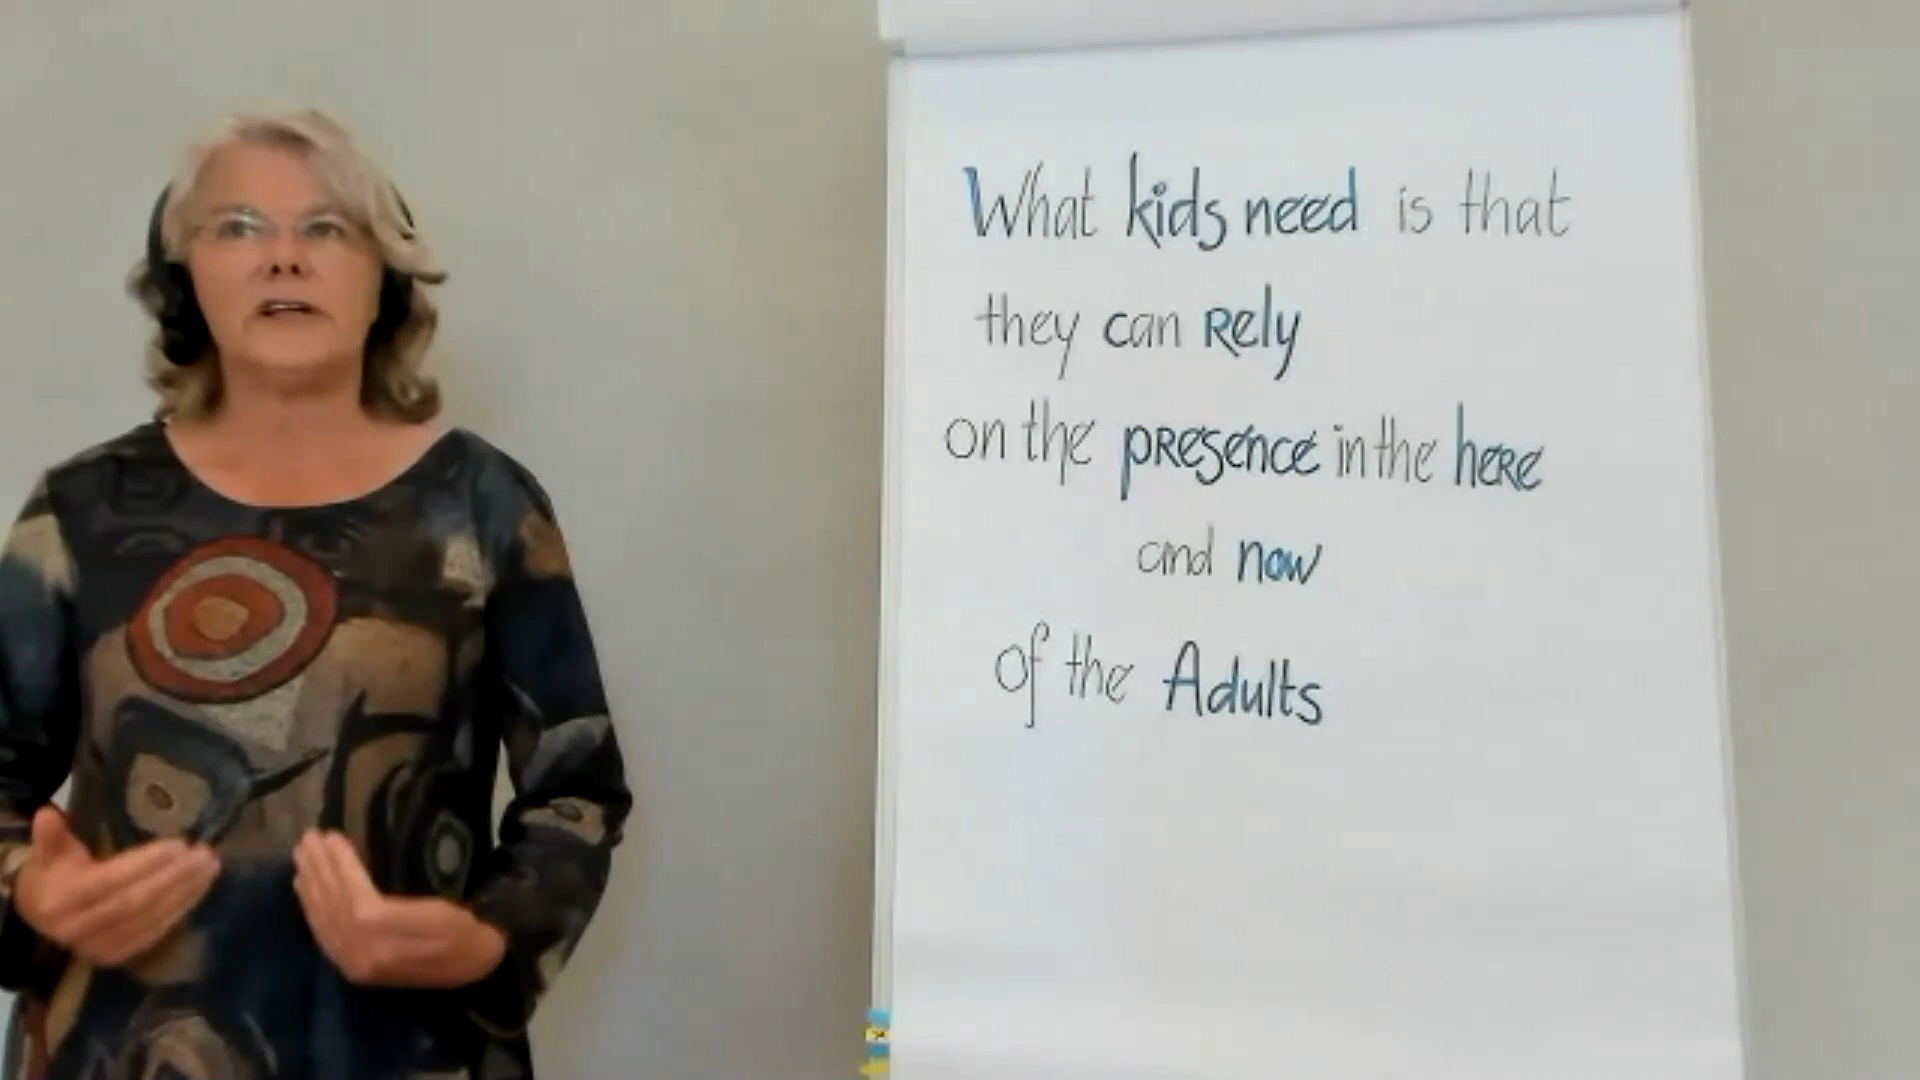 What kids need is that
they can Rely
on the presence in the here
and now
of the Adults